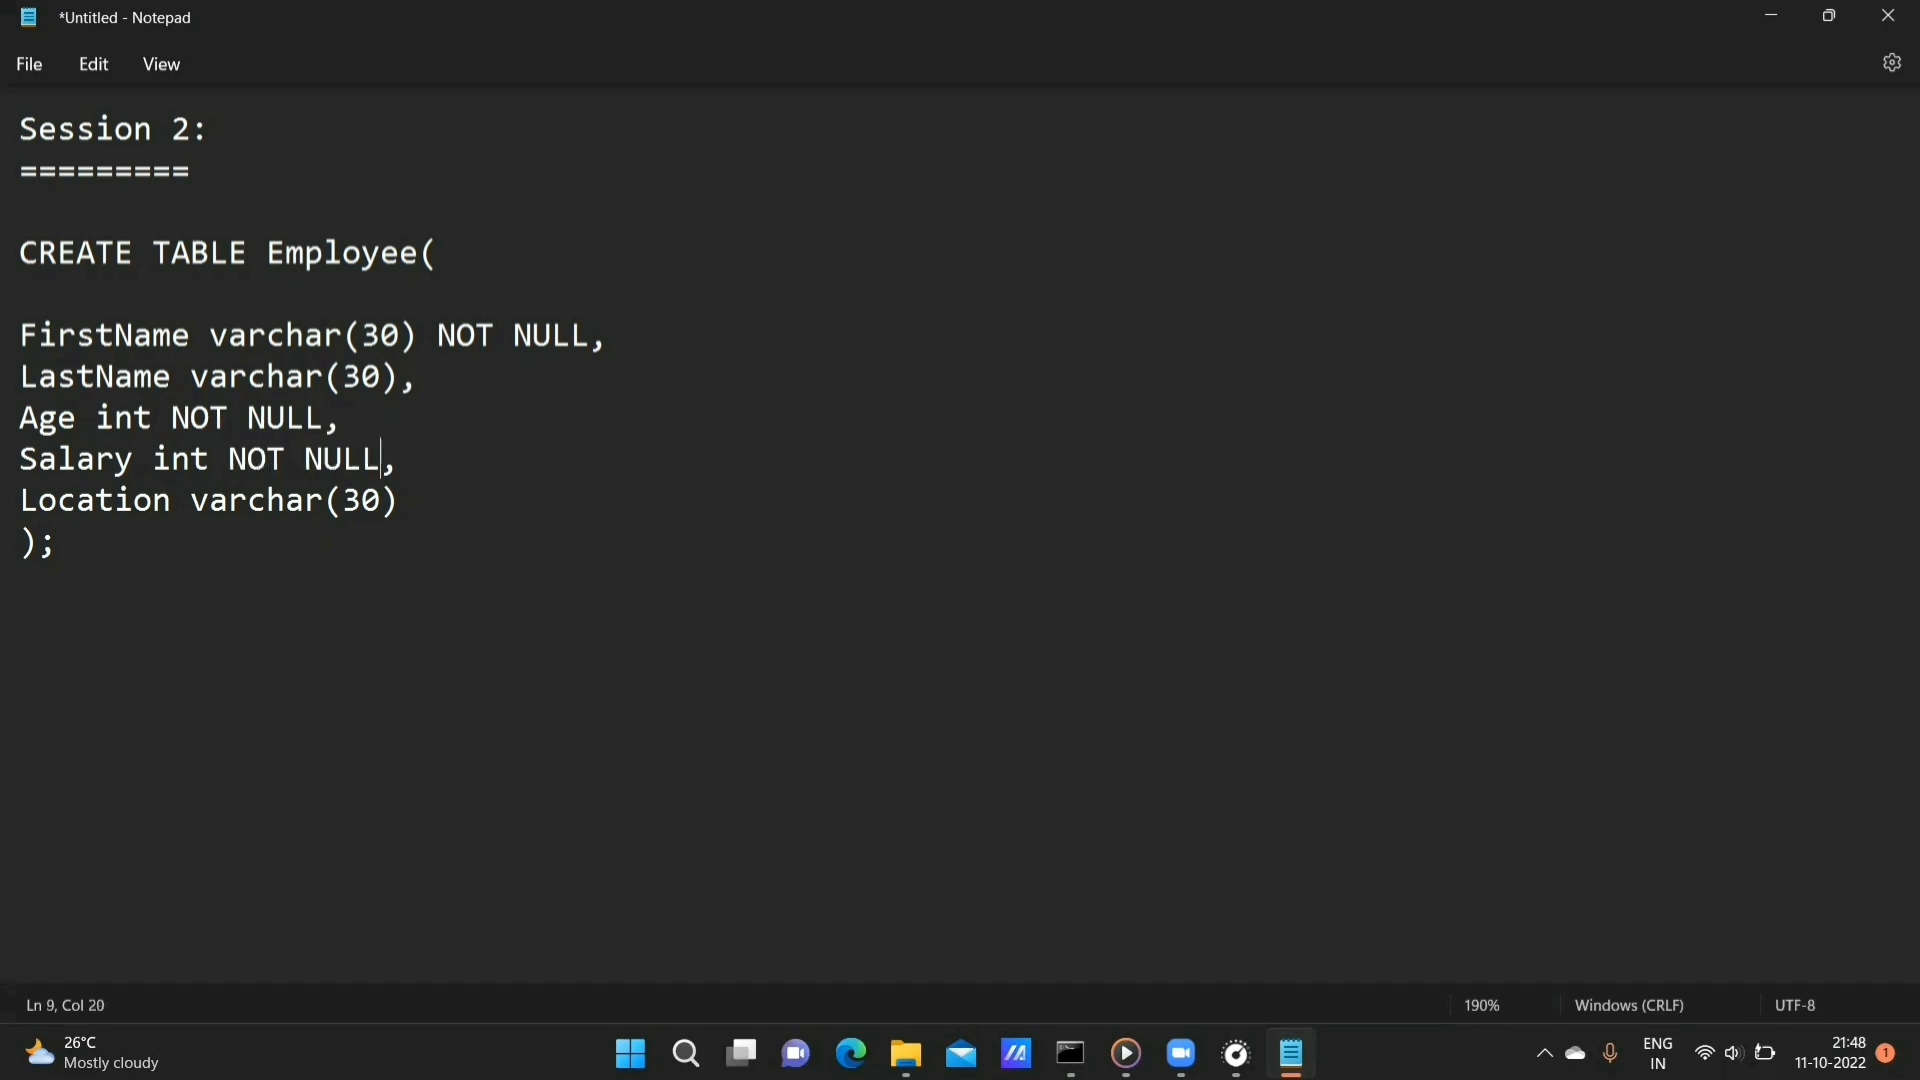 *Untitled - Notepad
File Edit View
Session 2:
=========
CREATE TABLE Employee(
FirstName varchar(30) NOT NULL,
LastName varchar(30),
Age int NOT NULL,
Salary int NOT NULL,
Location varchar(30)
);
Ln 9, Col 20 190% Windows (CRLF) UTF-8
26°C
Mostly cloudy
ENG
IN
21:48
11-10-2022
1